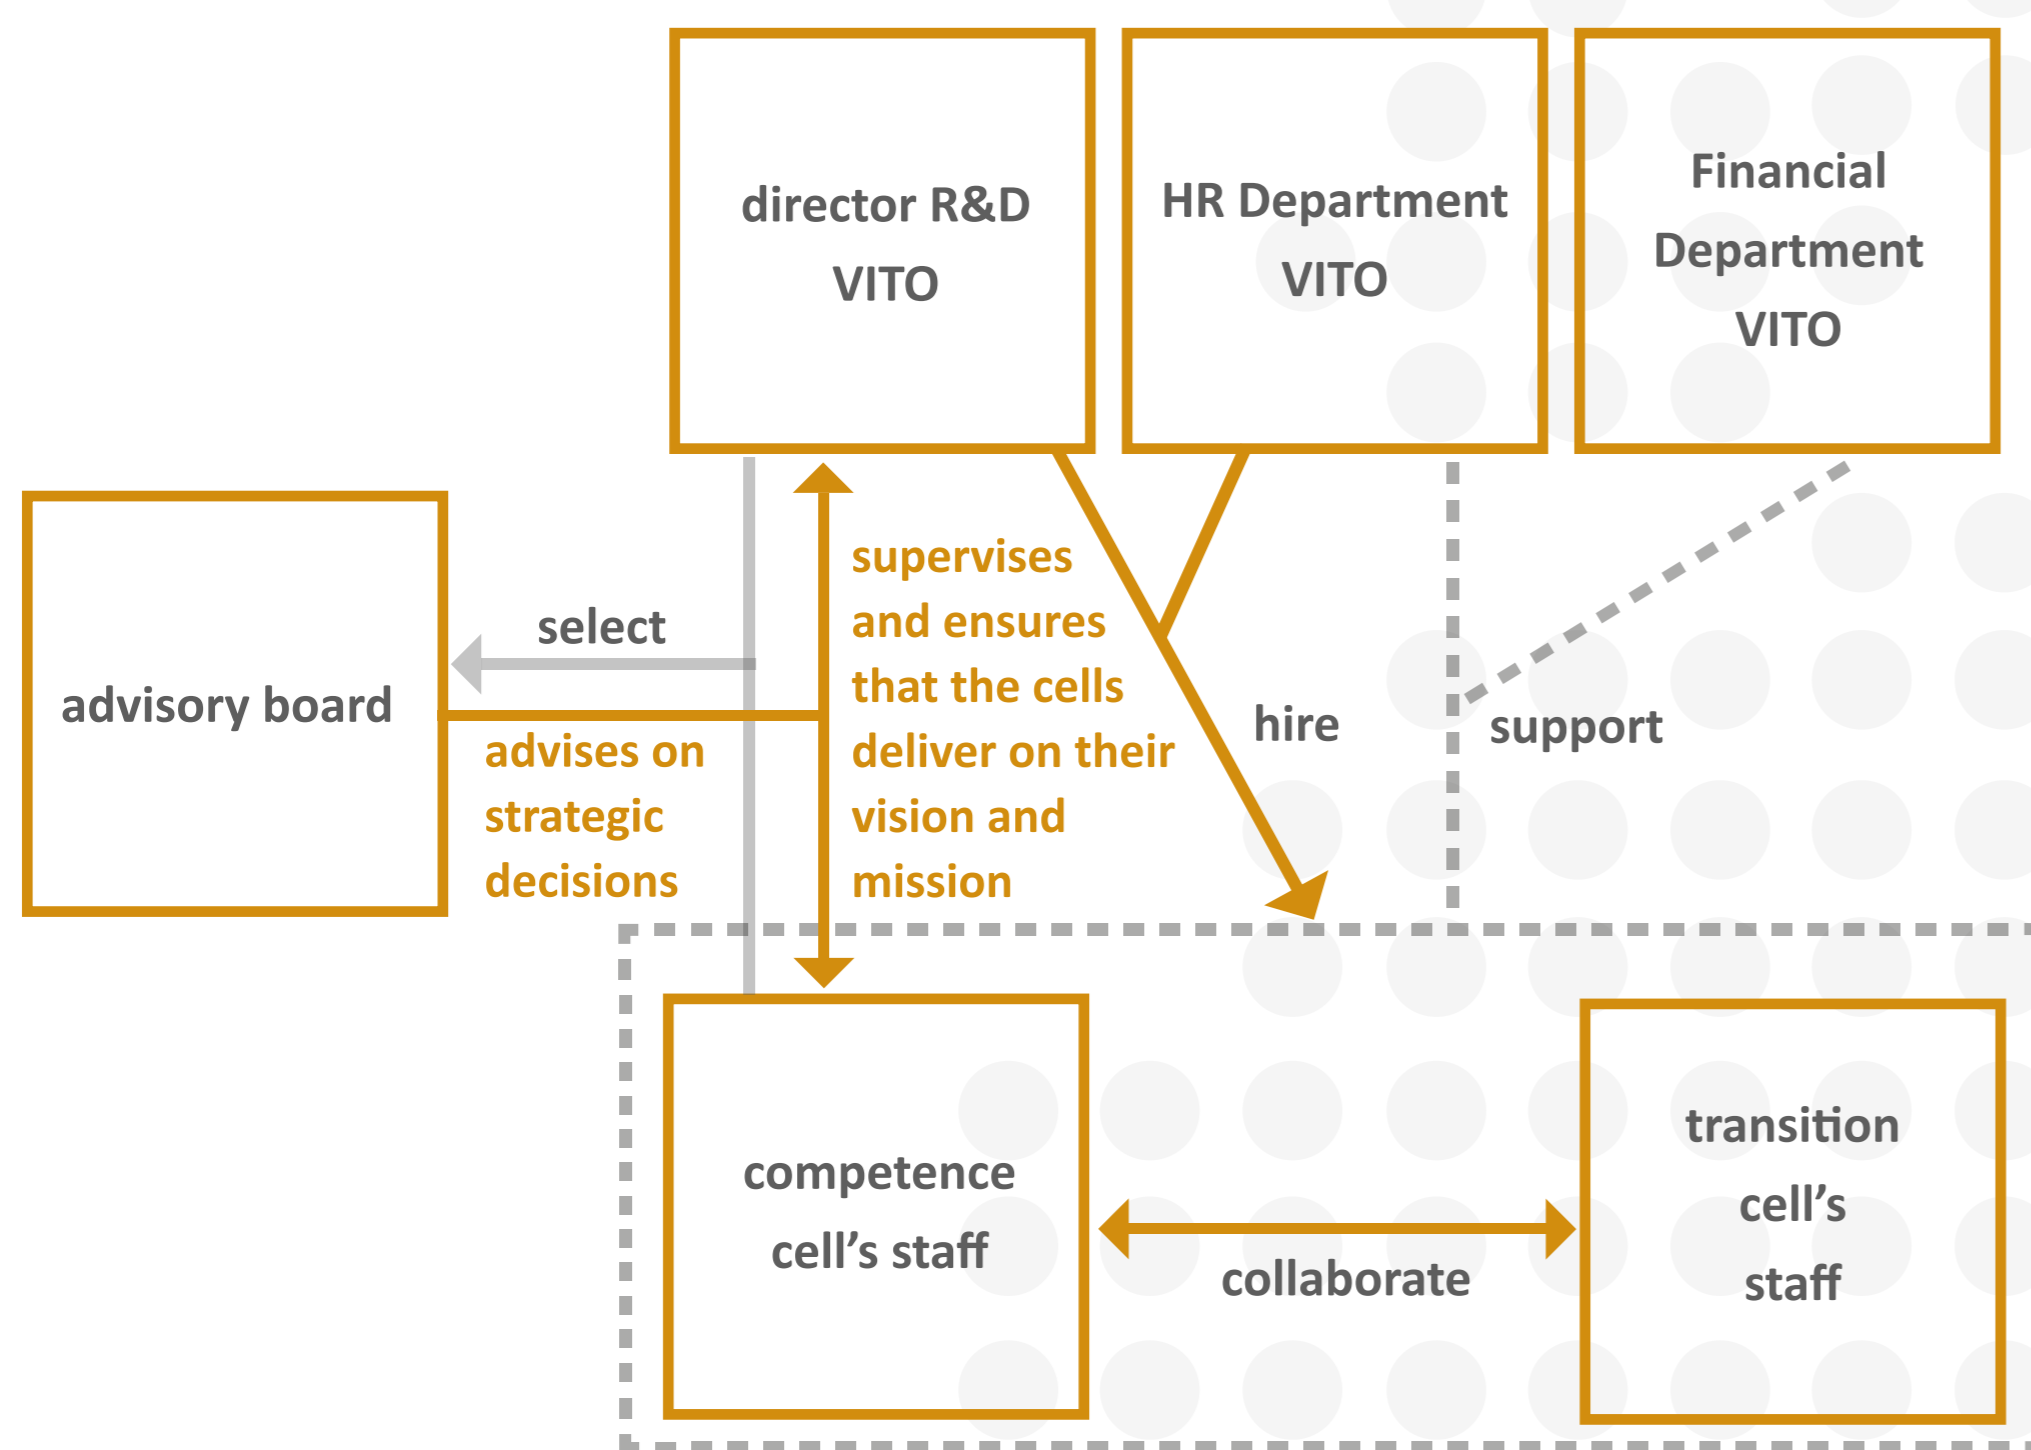 director R&D
VITO
HR Department
VITO
Financial
Department
VITO
advisory board
select
advises on
strategic
decisions
supervises
and ensures
that the cells
deliver on their
vision and
mission
hire
support
competence
cell’s staff
collaborate
transition
cell’s
staff